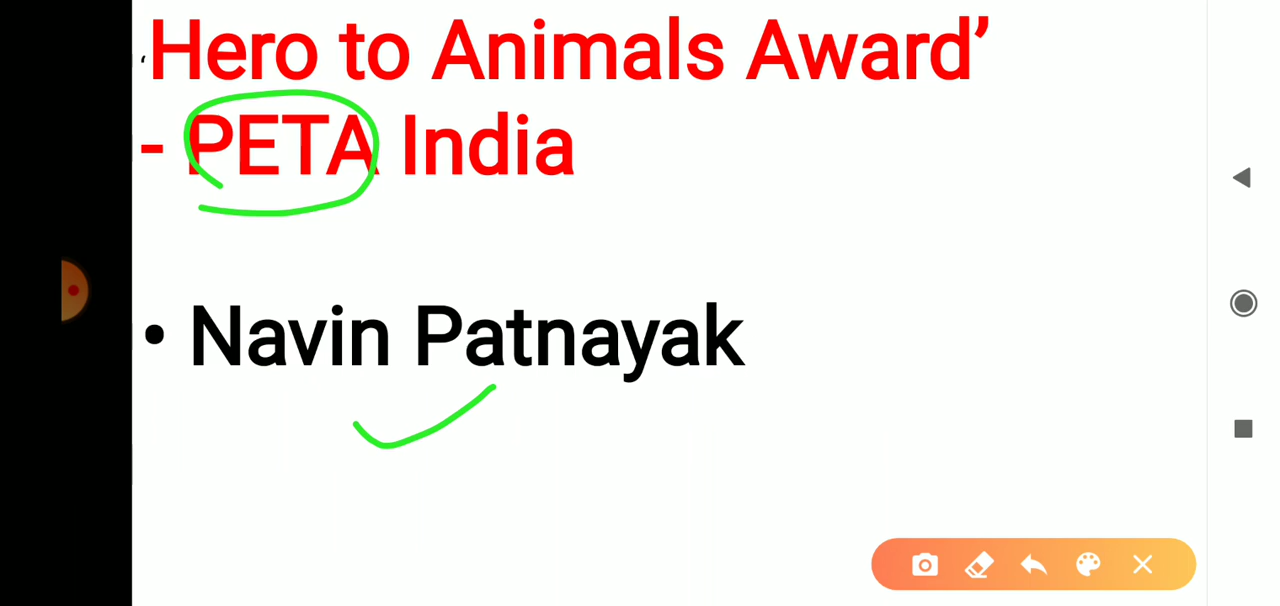 ‘Hero to Animals Award’
- PETA India
• Navin Patnayak